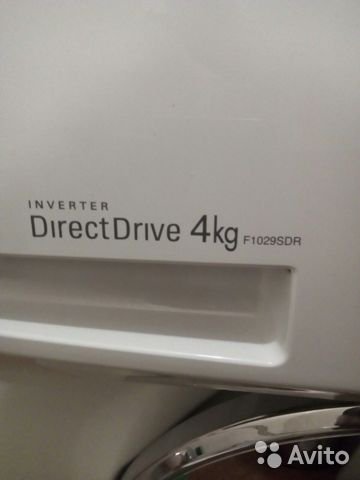 INVERTER
DirectDrive 4kg F1029SDR
Avito